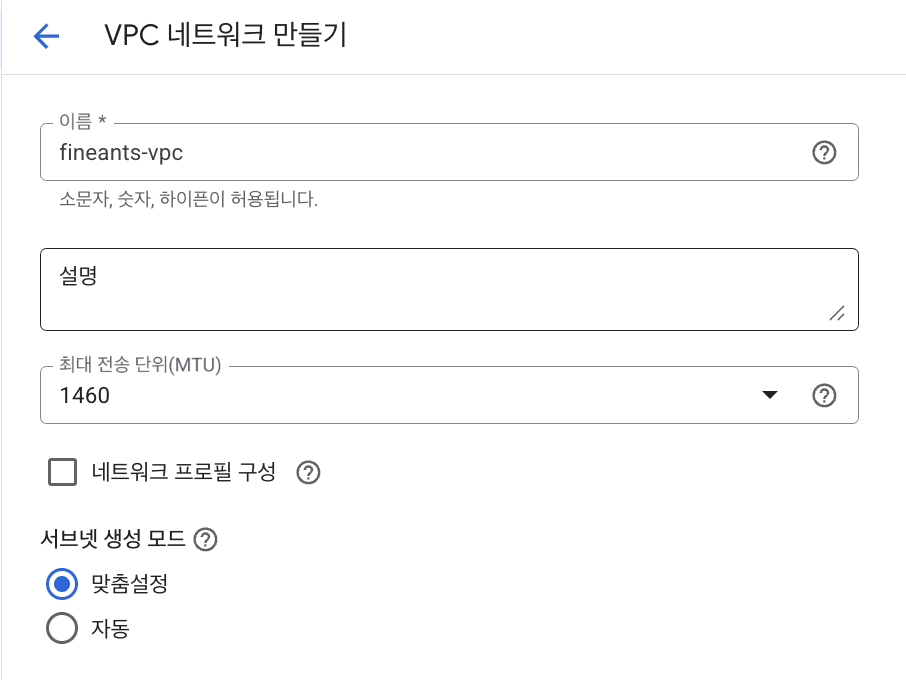 VPC 네트워크 만들기
이름 *
fineants-vpc
소문자, 숫자, 하이픈이 허용됩니다.
설명
최대 전송 단위(MTU)
1460
네트워크 프로필 구성
서브넷 생성 모드
맞춤설정
자동